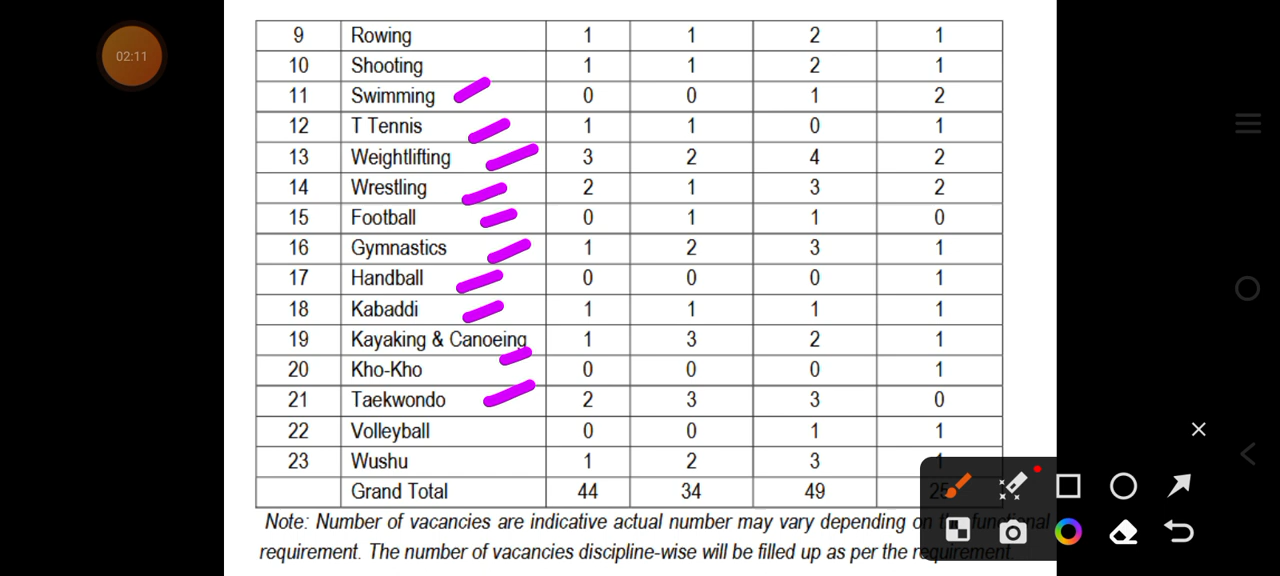 02:11
9 Rowing 1 1 2 1
10 Shooting 1 1 2 1
11 Swimming 0 0 1 2
12 T Tennis 1 1 0 1
13 Weightlifting 3 2 4 2
14 Wrestling 2 1 3 2
15 Football 0 1 1 0
16 Gymnastics 1 2 3 1
17 Handball 0 0 0 1
18 Kabaddi 1 1 1 1
19 Kayaking & Canoeing 1 3 2 1
20 Kho-Kho 0 0 0 1
21 Taekwondo 2 3 3 0
22 Volleyball 0 0 1 1
23 Wushu 1 2 3 1
Grand Total 44 34 49 25
Note: Number of vacancies are indicative actual number may vary depending on the functional
requirement. The number of vacancies discipline-wise will be filled up as per the requirement.